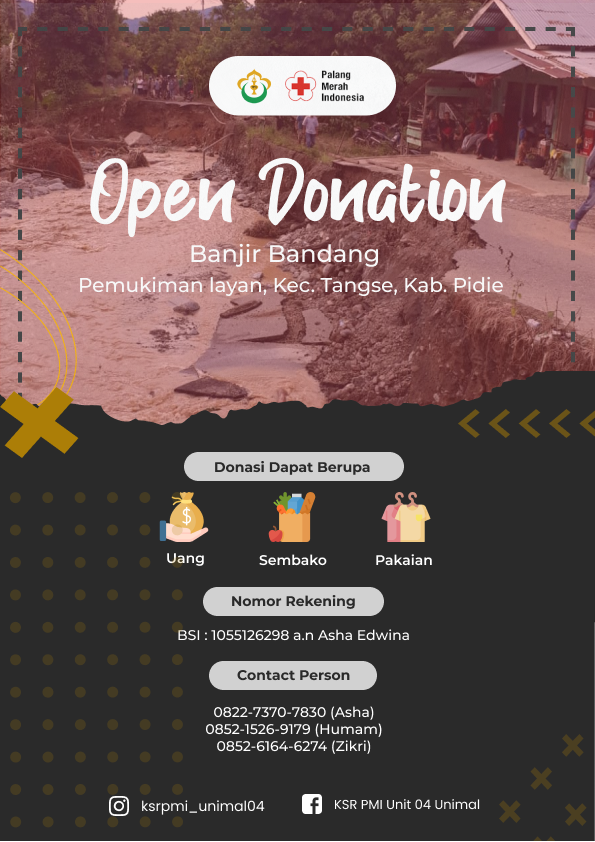 Palang
Merah
Indonesia
Open Donation
Banjir Bandang
Pemukiman layan, Kec. Tangse, Kab. Pidie
Donasi Dapat Berupa
$
Uang
Sembako
Pakaian
Nomor Rekening
BSI : 1055126298 a.n Asha Edwina
Contact Person
0822-7370-7830 (Asha)
0852-1526-9179 (Humam)
0852-6164-6274 (Zikri)
ksrpmi_unimal04
KSR PMI Unit 04 Unimal